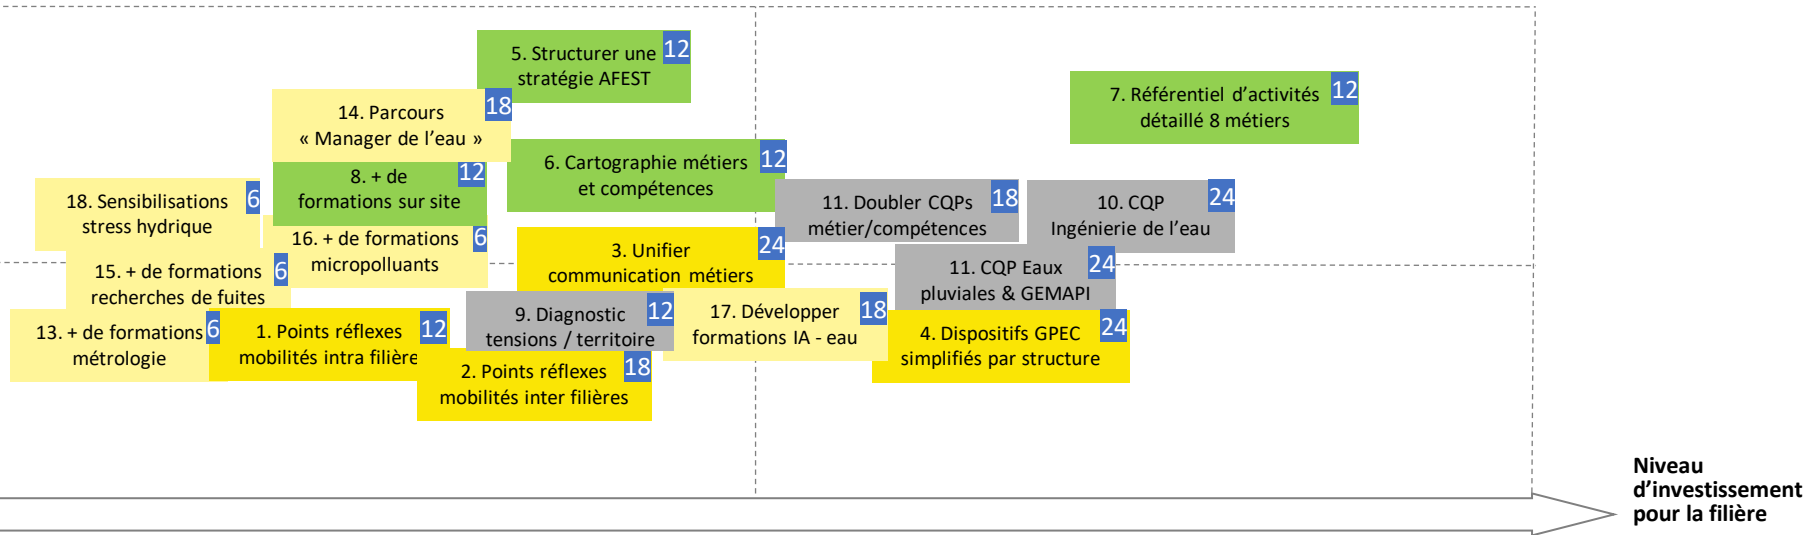 5. Structurer une 12
stratégie AFEST
7. Référentiel d’activités 12
détaillé 8 métiers
14. Parcours 18
« Manager de l’eau »
6. Cartographie métiers 12
et compétences
8. + de 12
formations sur site
18. Sensibilisations 6
stress hydrique
11. Doubler CQPs 18
métier/compétences
10. CQP 24
Ingénierie de l’eau
16. + de formations 6
micropolluants
3. Unifier 24
communication métiers
15. + de formations 6
recherches de fuites
11. CQP Eaux 24
pluviales & GEMAPI
13. + de formations 6
métrologie
1. Points réflexes 12
mobilités intra filière
9. Diagnostic 12
tensions / territoire
17. Développer 18
formations IA - eau
4. Dispositifs GPEC 24
simplifiés par structure
2. Points réflexes 18
mobilités inter filières
Niveau
d’investissement
pour la filière